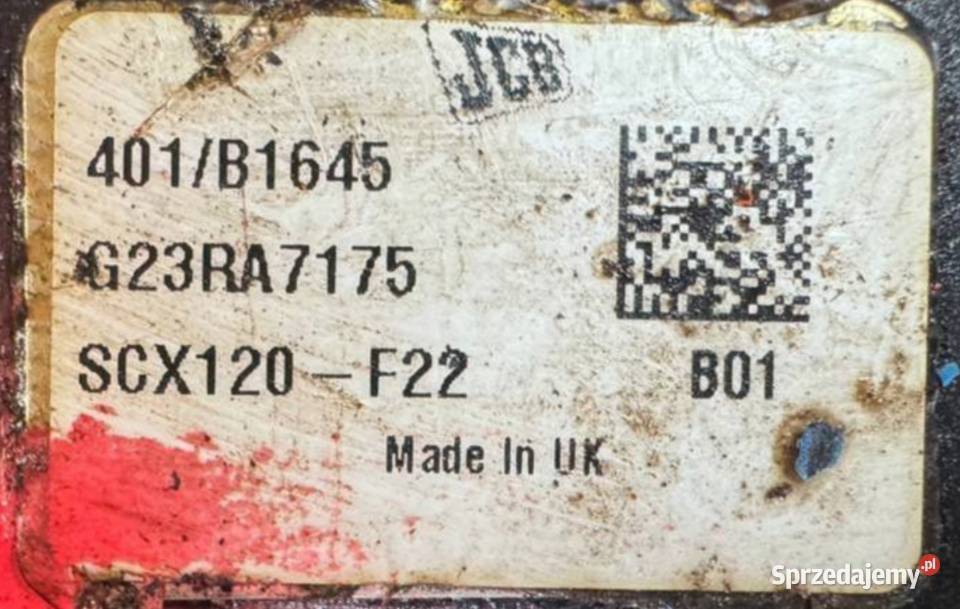 JCB
401/B1645
G23RA7175
SCX120-F22 B01
Made In UK
Sprzedajemy.pl